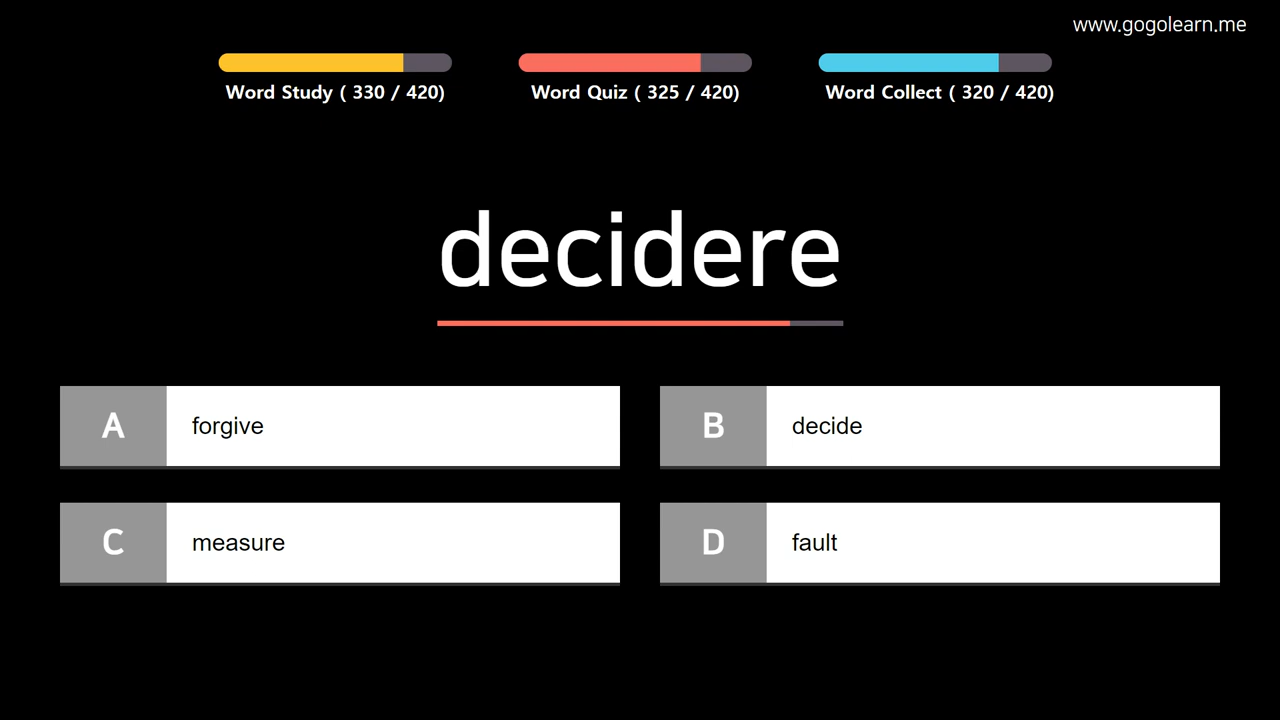 www.gogolearn.me
Word Study ( 330 / 420)
Word Quiz ( 325 / 420)
Word Collect ( 320 / 420)
decidere
A forgive
B decide
C measure
D fault